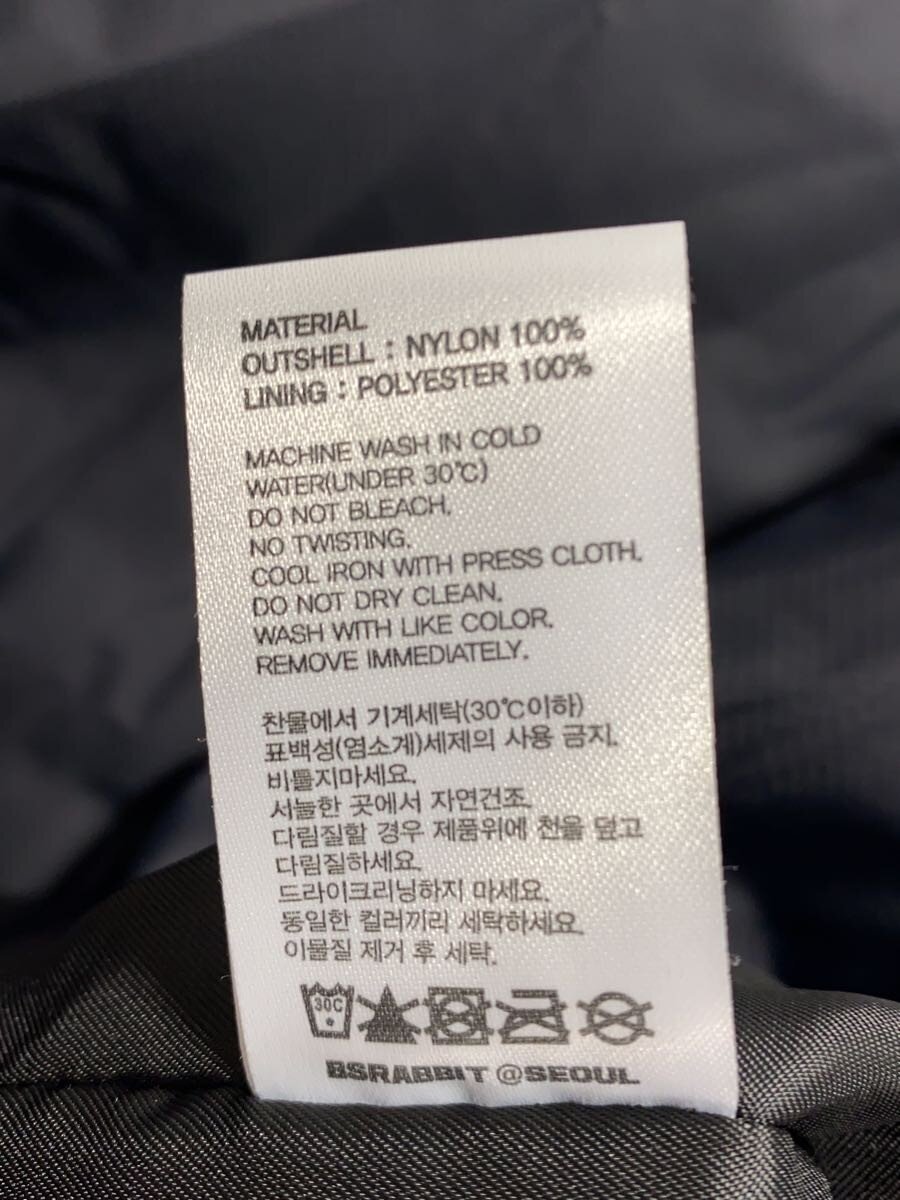 MATERIAL
OUTSHELL : NYLON 100%
LINING : POLYESTER 100%
MACHINE WASH IN COLD
WATER(UNDER 30℃)
DO NOT BLEACH.
NO TWISTING.
COOL IRON WITH PRESS CLOTH.
DO NOT DRY CLEAN.
WASH WITH LIKE COLOR.
REMOVE IMMEDIATELY.
찬물에서 기계세탁(30℃이하)
표백성(염소계)세제의 사용 금지.
비틀지마세요.
서늘한 곳에서 자연건조.
다림질할 경우 제품위에 천을 덮고
다림질하세요.
드라이크리닝하지 마세요.
동일한 컬러끼리 세탁하세요.
이물질 제거 후 세탁.
30C
BSRABBIT @SEOUL